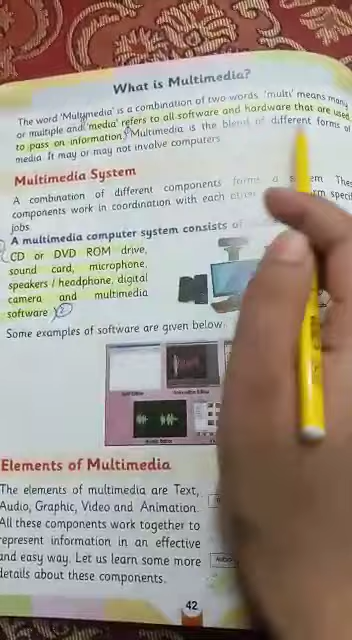 What is Multimedia?
The word 'Multimedia' is a combination of two words, 'multi' means many
or multiple and 'media' refers to all software and hardware that are used
to pass on information. Multimedia is the blend of different forms of
media. It may or may not involve computers.
Multimedia System
A combination of different components forms a The
components work in coordination with each specif
jobs.
A multimedia computer system consists of
CD or DVD ROM drive,
sound card, microphone,
speakers / headphone, digital
camera and multimedia
software.
2
Some examples of software are given below.
Elements of Multimedia
The elements of multimedia are Text,
Audio, Graphic, Video and Animation.
All these components work together to
represent information in an effective
and easy way. Let us learn some more
details about these components.
42